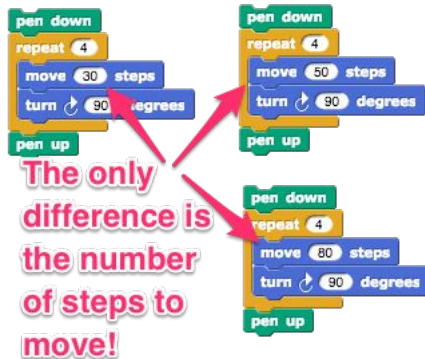 pen down
repeat 4
move 30 steps
turn 90 degrees
pen up
pen down
repeat 4
move 50 steps
turn 90 degrees
pen up
The only
difference is
the number
of steps to
move!
pen down
repeat 4
move 80 steps
turn 90 degrees
pen up